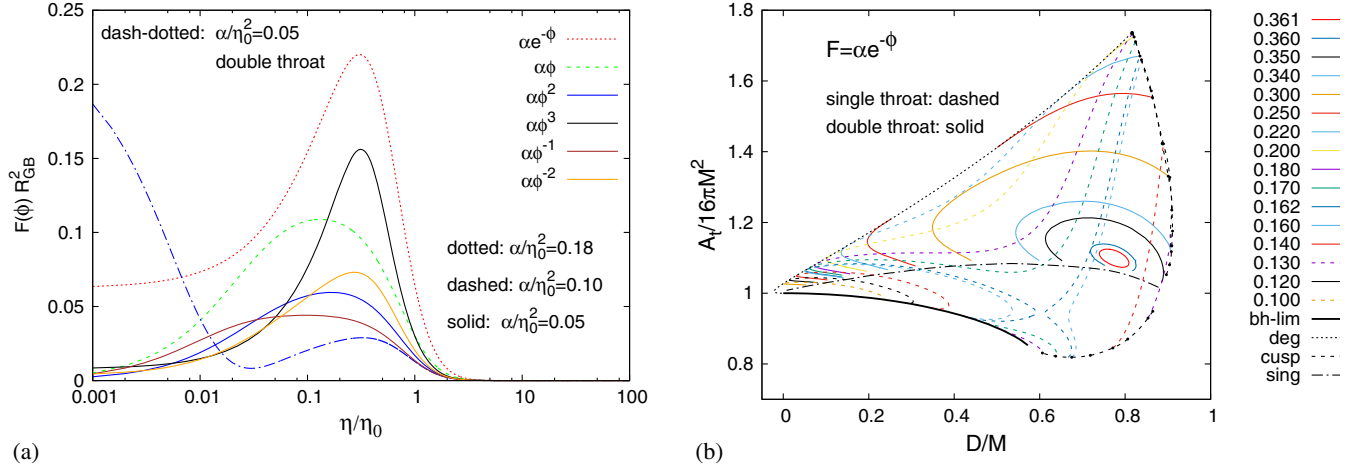 (a)
F(φ) R²_GB
0.25
0.2
0.15
0.1
0.05
0
0.001
0.01
0.1
1
10
100
η/η₀
dash-dotted: α/η₀²=0.05
double throat
αe^-φ
αφ
αφ²
αφ³
αφ⁻¹
αφ⁻²
dotted: α/η₀²=0.18
dashed: α/η₀²=0.10
solid: α/η₀²=0.05
(b)
Aₜ/16πM²
1.8
1.6
1.4
1.2
1
0.8
0
0.2
0.4
0.6
0.8
1
D/M
F=αe^-φ
single throat: dashed
double throat: solid
0.361
0.360
0.350
0.340
0.300
0.250
0.220
0.200
0.180
0.170
0.162
0.160
0.140
0.130
0.120
0.100
bh-lim
deg
cusp
sing